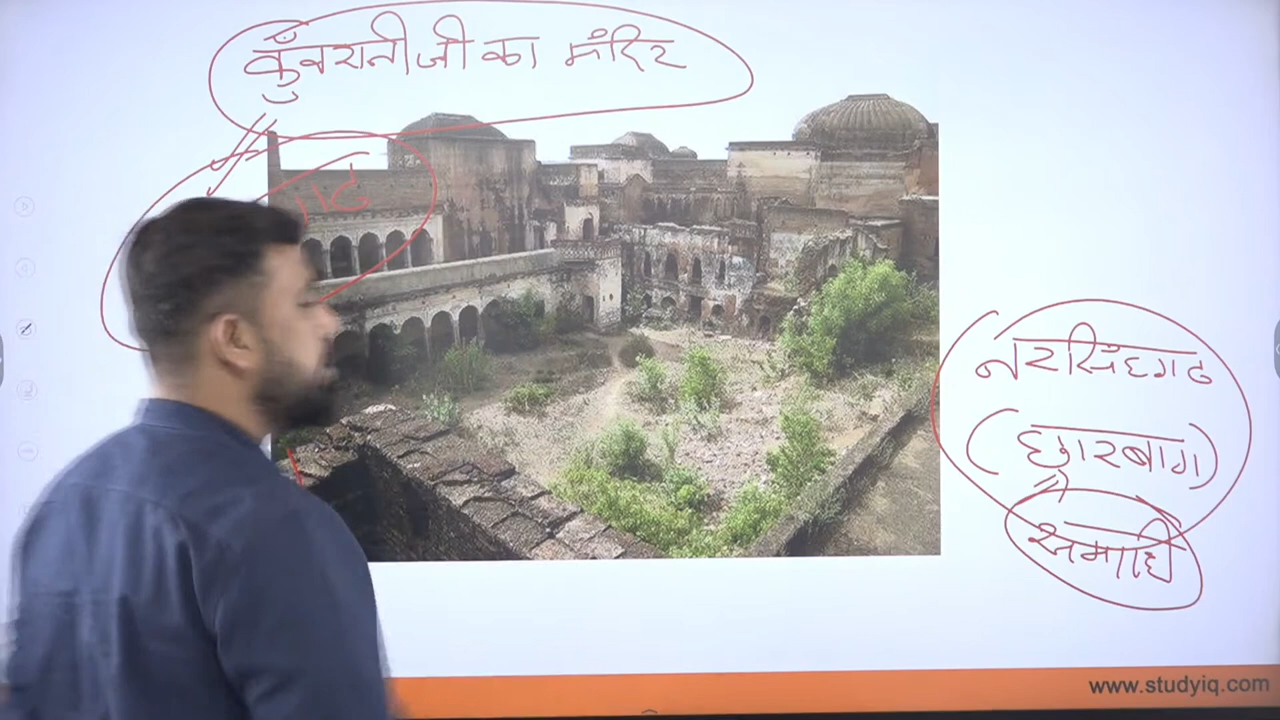 कुँवरानी जी का मंदिर
नरसिंहगढ
(छारबाग)
समाधि
www.studyiq.com